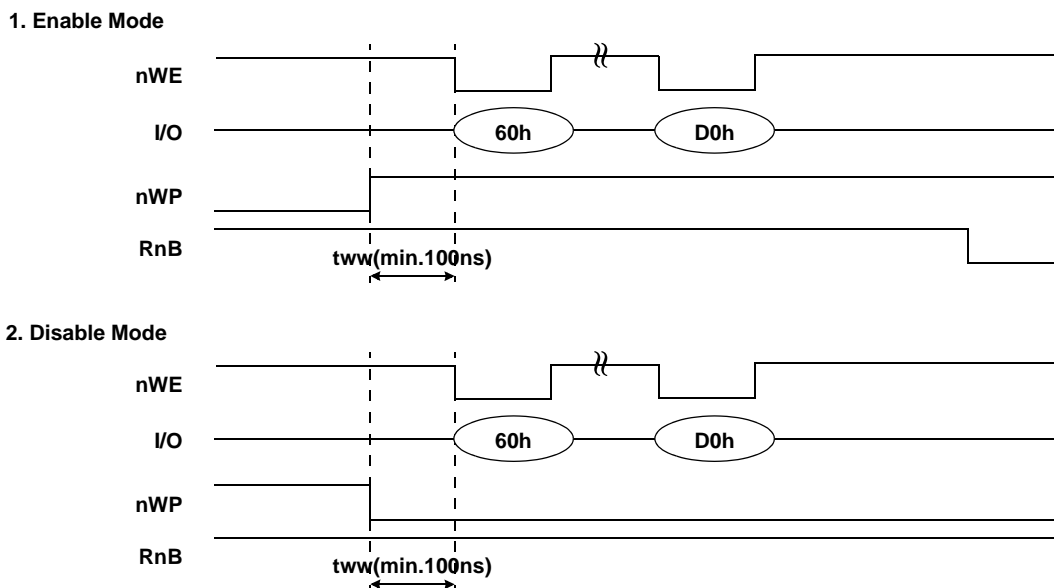 1. Enable Mode
nWE
I/O
60h
D0h
nWP
RnB
tww(min.100ns)
2. Disable Mode
nWE
I/O
60h
D0h
nWP
RnB
tww(min.100ns)